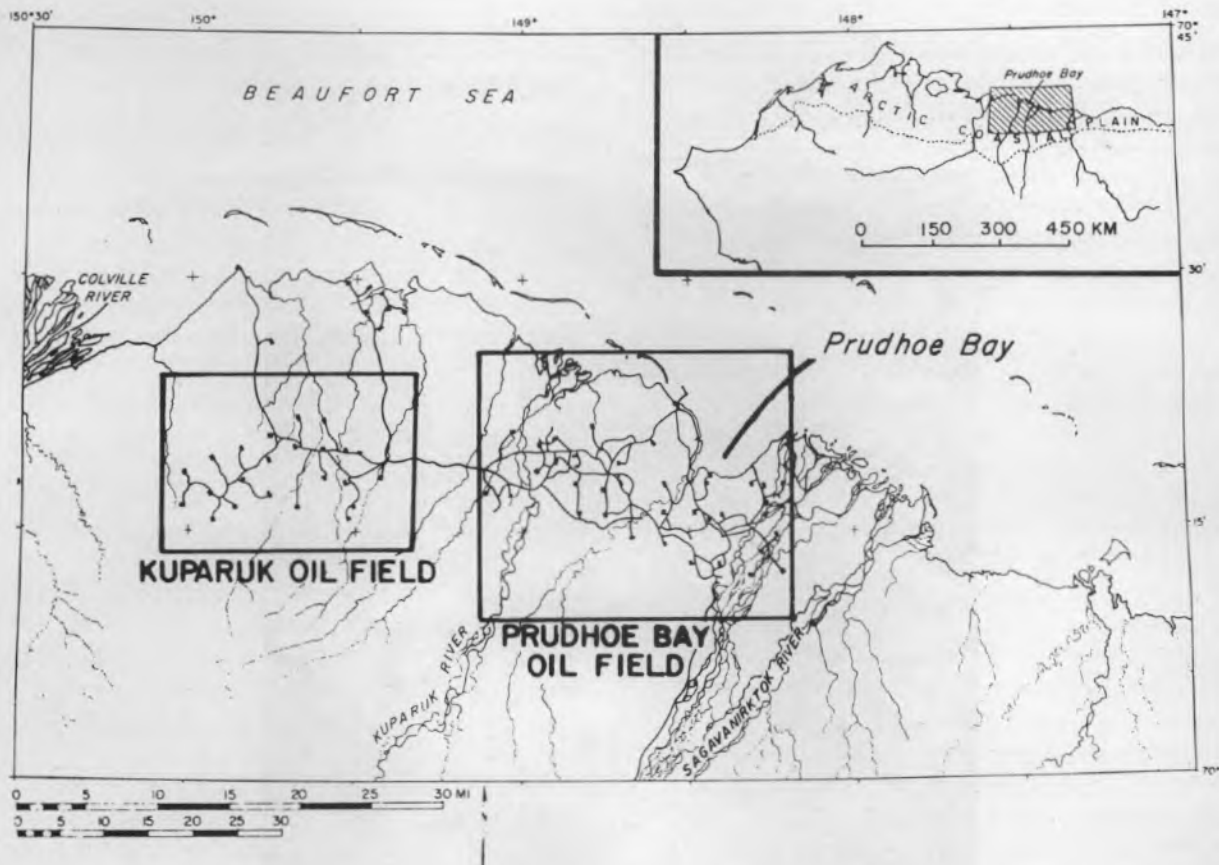 150°30'
150°
149°
148°
147°
70°
45'
BEAUFORT SEA
Prudhoe Bay
ARCTIC COASTAL PLAIN
0 150 300 450 KM
30'
COLVILLE
RIVER
Prudhoe Bay
15'
KUPARUK OIL FIELD
PRUDHOE BAY
OIL FIELD
KUPARUK
RIVER
SAGAVANIRKTOK RIVER
70°
0 5 10 15 20 25 30 MI
0 5 10 15 20 25 30